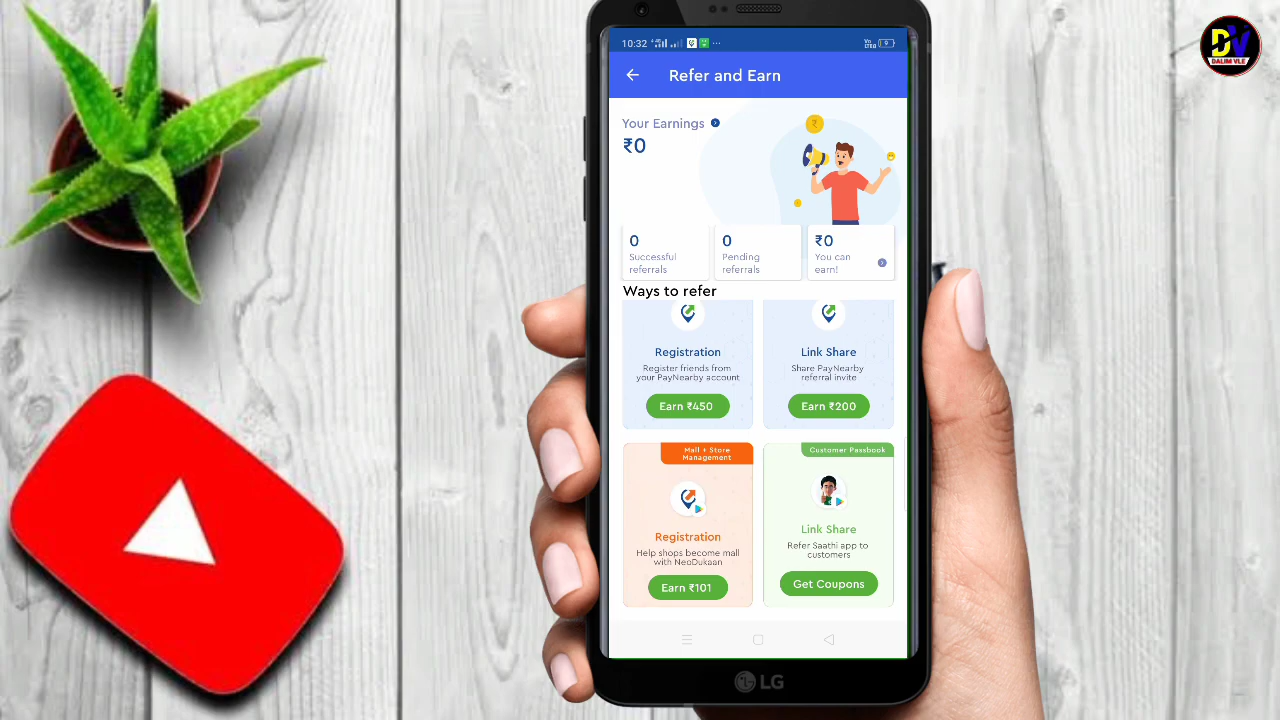 DV
DALIM VLE
10:32
Refer and Earn
Your Earnings
₹0
0
Successful
referrals
0
Pending
referrals
₹0
You can
earn!
Ways to refer
Registration
Register friends from
your PayNearby account
Earn ₹450
Link Share
Share PayNearby
referral invite
Earn ₹200
Mall + Store
Management
Registration
Help shops become mall
with NeoDukaan
Earn ₹101
Customer Passbook
Link Share
Refer Saathi app to
customers
Get Coupons
LG